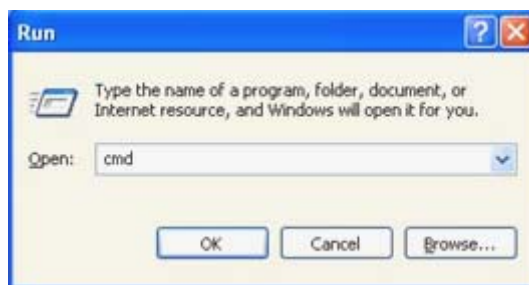 Run
Type the name of a program, folder, document, or
Internet resource, and Windows will open it for you.
Open: cmd
OK Cancel Browse...